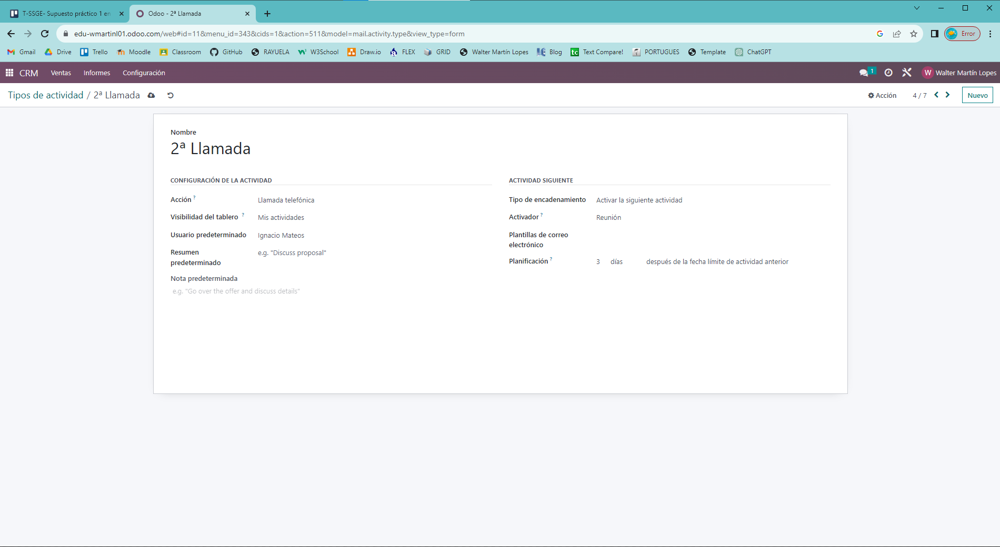 T-SSGE- Supuesto práctico 1 en
Odoo - 2ª Llamada
edu-wmartinl01.odoo.com/web#id=11&menu_id=343&cids=1&action=511&model=mail.activity.type&view_type=form
Error
Gmail Drive Trello Moodle Classroom GitHub RAYUELA W3School Draw.io FLEX GRID Walter Martín Lopes Blog Text Compare! PORTUGUES Template ChatGPT
CRM Ventas Informes Configuración 1 W Walter Martín Lopes
Tipos de actividad / 2ª Llamada Acción 4 / 7 Nuevo
Nombre
2ª Llamada
CONFIGURACIÓN DE LA ACTIVIDAD
Acción ? Llamada telefónica
Visibilidad del tablero ? Mis actividades
Usuario predeterminado Ignacio Mateos
Resumen predeterminado e.g. "Discuss proposal"
Nota predeterminada
e.g. "Go over the offer and discuss details"
ACTIVIDAD SIGUIENTE
Tipo de encadenamiento Activar la siguiente actividad
Activador ? Reunión
Plantillas de correo
electrónico
Planificación ? 3 días después de la fecha límite de actividad anterior